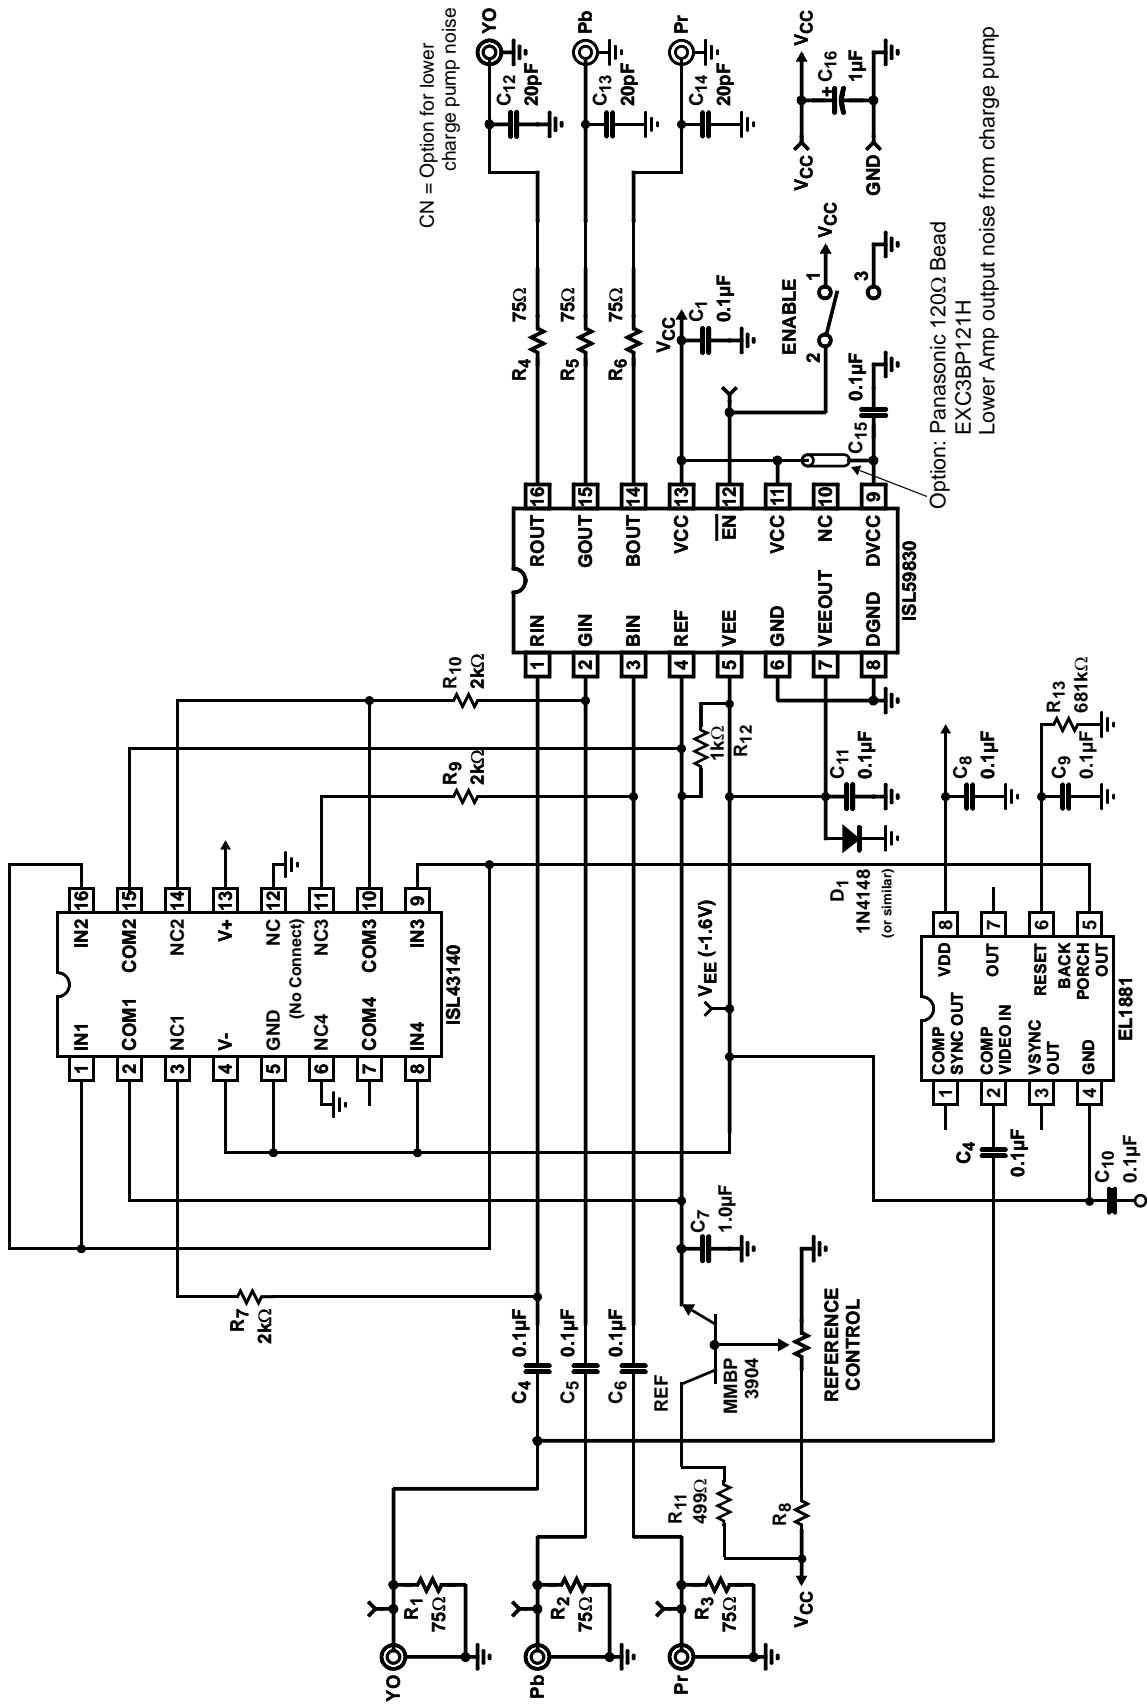 CN = Option for lower
charge pump noise
YO
C12
20pF
Pb
C13
20pF
Pr
C14
20pF
R4
75Ω
R5
75Ω
R6
75Ω
VCC
C1
0.1µF
ENABLE
1
2
3
VCC
VCC
VCC
C16
1µF
+
GND
C15
0.1µF
Option: Panasonic 120Ω Bead
EXC3BP121H
Lower Amp output noise from charge pump
ISL59830
1 RIN
2 GIN
3 BIN
4 REF
5 VEE
6 GND
7 VEEOUT
8 DGND
ROUT 16
GOUT 15
BOUT 14
VCC 13
EN 12
VCC 11
NC 10
DVCC 9
R10
2kΩ
R9
2kΩ
1kΩ
R12
C11
0.1µF
D1
1N4148
(or similar)
VEE (-1.6V)
ISL43140
1 IN1
2 COM1
3 NC1
4 V-
5 GND
6 NC4
7 COM4
8 IN4
IN2 16
COM2 15
NC2 14
V+ 13
NC 12
(No Connect)
NC3 11
COM3 10
IN3 9
R7
2kΩ
EL1881
1 COMP
SYNC OUT
2 COMP
VIDEO IN
3 VSYNC
OUT
4 GND
VDD 8
OUT 7
RESET 6
BACK
PORCH
OUT 5
C8
0.1µF
C9
0.1µF
R13
681kΩ
C4
0.1µF
C10
0.1µF
C4
0.1µF
C5
0.1µF
C6
0.1µF
REF
C7
1.0µF
MMBP
3904
REFERENCE
CONTROL
R11
499Ω
R8
VCC
YO
R1
75Ω
Pb
R2
75Ω
Pr
R3
75Ω